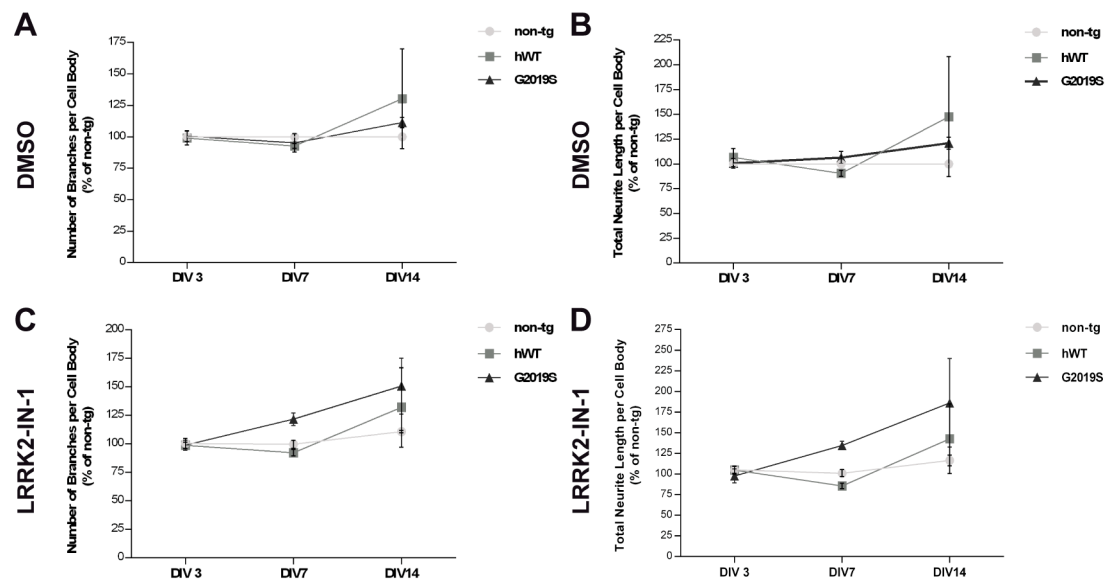 A
DMSO
Number of Branches per Cell Body
(% of non-tg)
175
150
125
100
75
50
25
0
DIV 3
DIV7
DIV14
non-tg
hWT
G2019S
B
DMSO
Total Neurite Length per Cell Body
(% of non-tg)
225
200
175
150
125
100
75
50
25
0
DIV 3
DIV7
DIV14
non-tg
hWT
G2019S
C
LRRK2-IN-1
Number of Branches per Cell Body
(% of non-tg)
200
175
150
125
100
75
50
25
0
DIV 3
DIV7
DIV14
non-tg
hWT
G2019S
D
LRRK2-IN-1
Total Neurite Length per Cell Body
(% of non-tg)
275
250
225
200
175
150
125
100
75
50
25
0
DIV 3
DIV7
DIV14
non-tg
hWT
G2019S